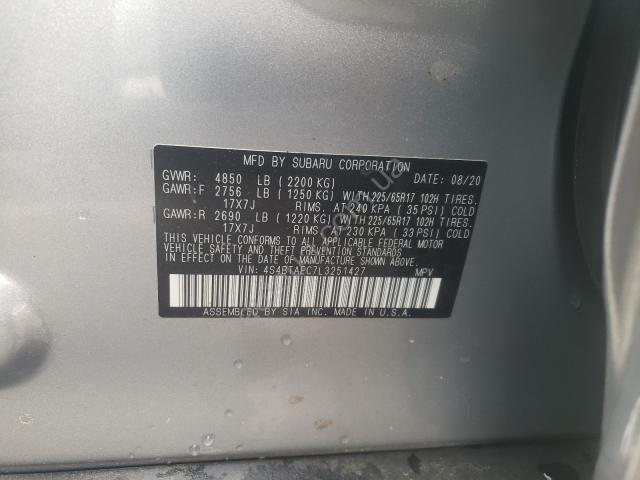 MFD BY SUBARU CORPORATION
GVWR: 4850 LB (2200 KG) DATE: 08/20
GAWR:F 2756 LB (1250 KG) WITH 225/65R17 102H TIRES.
17X7J RIMS. AT 240 KPA (35 PSI) COLD
GAWR:R 2690 LB (1220 KG) WITH 225/65R17 102H TIRES.
17X7J RIMS. AT 230 KPA (33 PSI) COLD
THIS VEHICLE CONFORMS TO ALL APPLICABLE FEDERAL MOTOR
VEHICLE SAFETY AND THEFT PREVENTION STANDARDS
IN EFFECT ON THE DATE OF MANUFACTURE SHOWN ABOVE.
VIN: 4S4BTAFC7L3251427 MPV
ASSEMBLED BY SIA INC. MADE IN U.S.A.